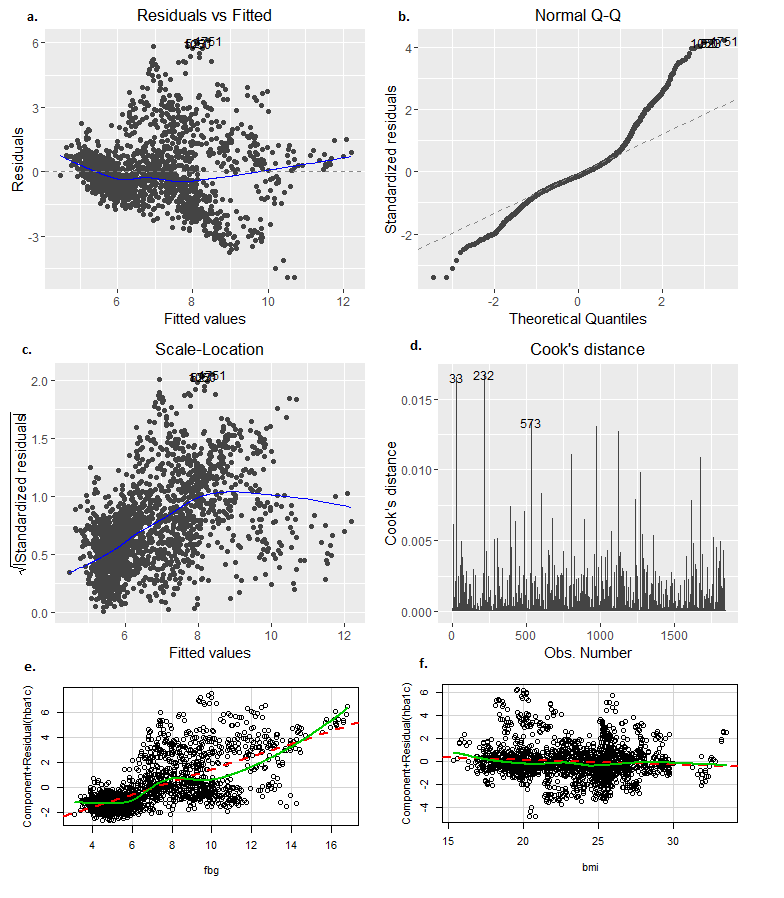 a. Residuals vs Fitted
6
3
0
-3
Residuals
1751
6 8 10 12
Fitted values
b. Normal Q-Q
4
2
0
-2
Standardized residuals
1751
-2 0 2
Theoretical Quantiles
c. Scale-Location
2.0
1.5
1.0
0.5
0.0
√|Standardized residuals|
1751
6 8 10 12
Fitted values
d. Cook's distance
0.015
0.010
0.005
0.000
Cook's distance
33 232
573
0 500 1000 1500
Obs. Number
e.
6
4
2
0
-2
Component+Residual(hba1c)
4 6 8 10 12 14 16
fbg
f.
6
4
2
0
-2
-4
Component+Residual(hba1c)
15 20 25 30
bmi